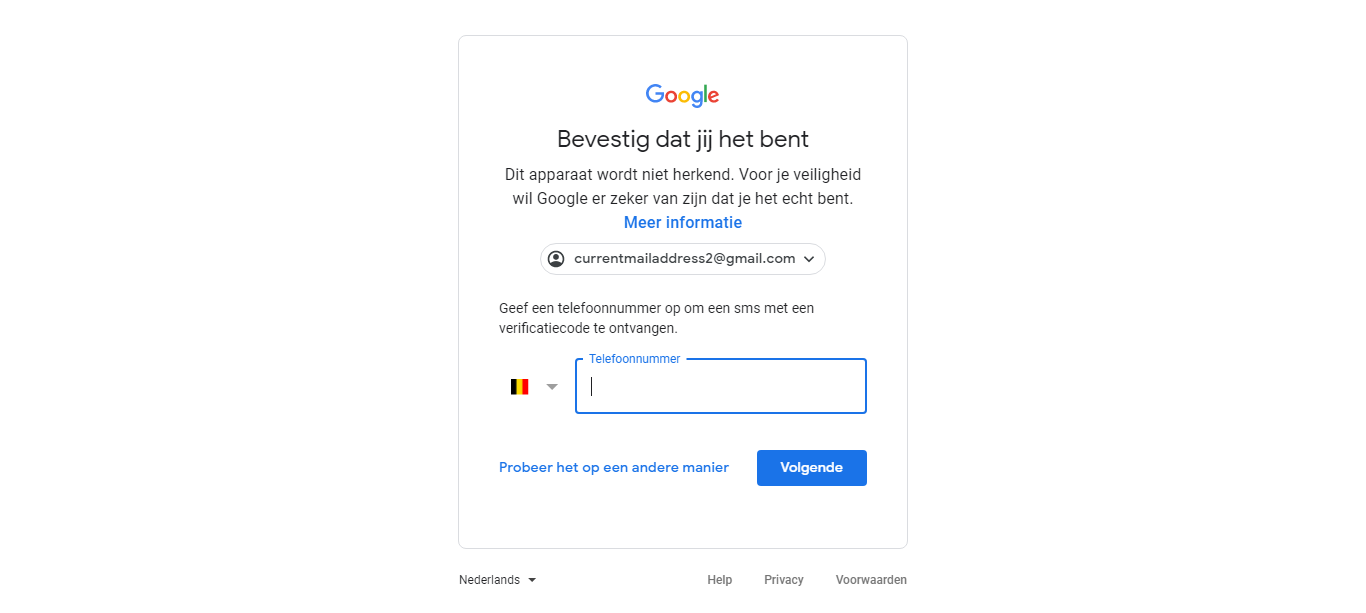 Google
Bevestig dat jij het bent
Dit apparaat wordt niet herkend. Voor je veiligheid
wil Google er zeker van zijn dat je het echt bent.
Meer informatie
currentmailaddress2@gmail.com
Geef een telefoonnummer op om een sms met een
verificatiecode te ontvangen.
Telefoonnummer
Probeer het op een andere manier
Volgende
Nederlands
Help
Privacy
Voorwaarden